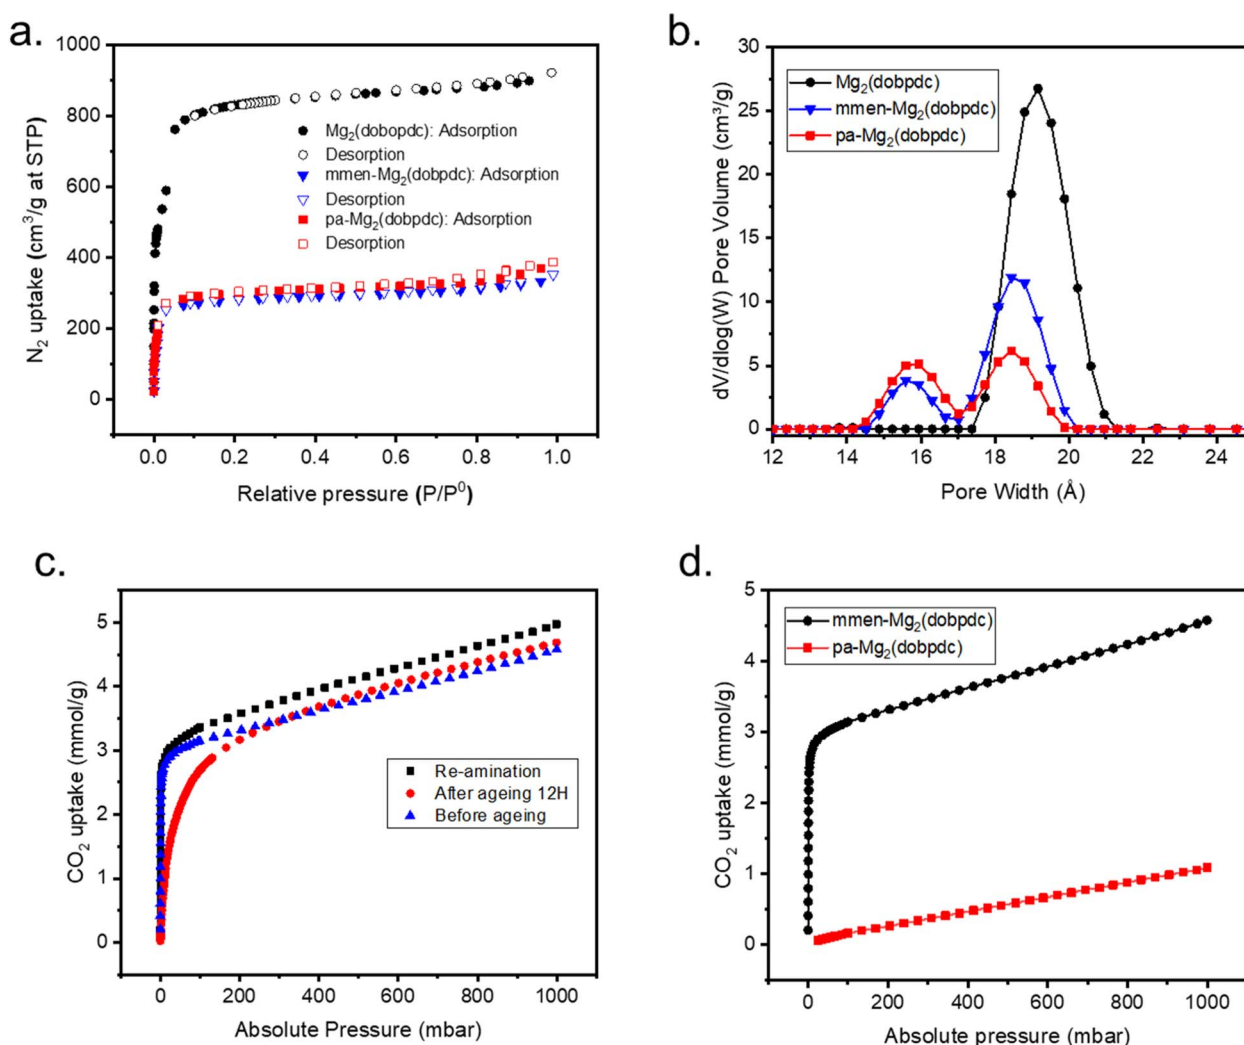 a.
N₂ uptake (cm³/g at STP)
1000
800
600
400
200
0
Mg₂(dobopdc): Adsorption
Desorption
mmen-Mg₂(dobpdc): Adsorption
Desorption
pa-Mg₂(dobpdc): Adsorption
Desorption
0.0 0.2 0.4 0.6 0.8 1.0
Relative pressure (P/P⁰)
b.
dV/dlog(W) Pore Volume (cm³/g)
30
25
20
15
10
5
0
Mg₂(dobpdc)
mmen-Mg₂(dobpdc)
pa-Mg₂(dobpdc)
12 14 16 18 20 22 24
Pore Width (Å)
c.
CO₂ uptake (mmol/g)
5
4
3
2
1
0
Re-amination
After ageing 12H
Before ageing
0 200 400 600 800 1000
Absolute Pressure (mbar)
d.
CO₂ uptake (mmol/g)
5
4
3
2
1
0
mmen-Mg₂(dobpdc)
pa-Mg₂(dobpdc)
0 200 400 600 800 1000
Absolute pressure (mbar)